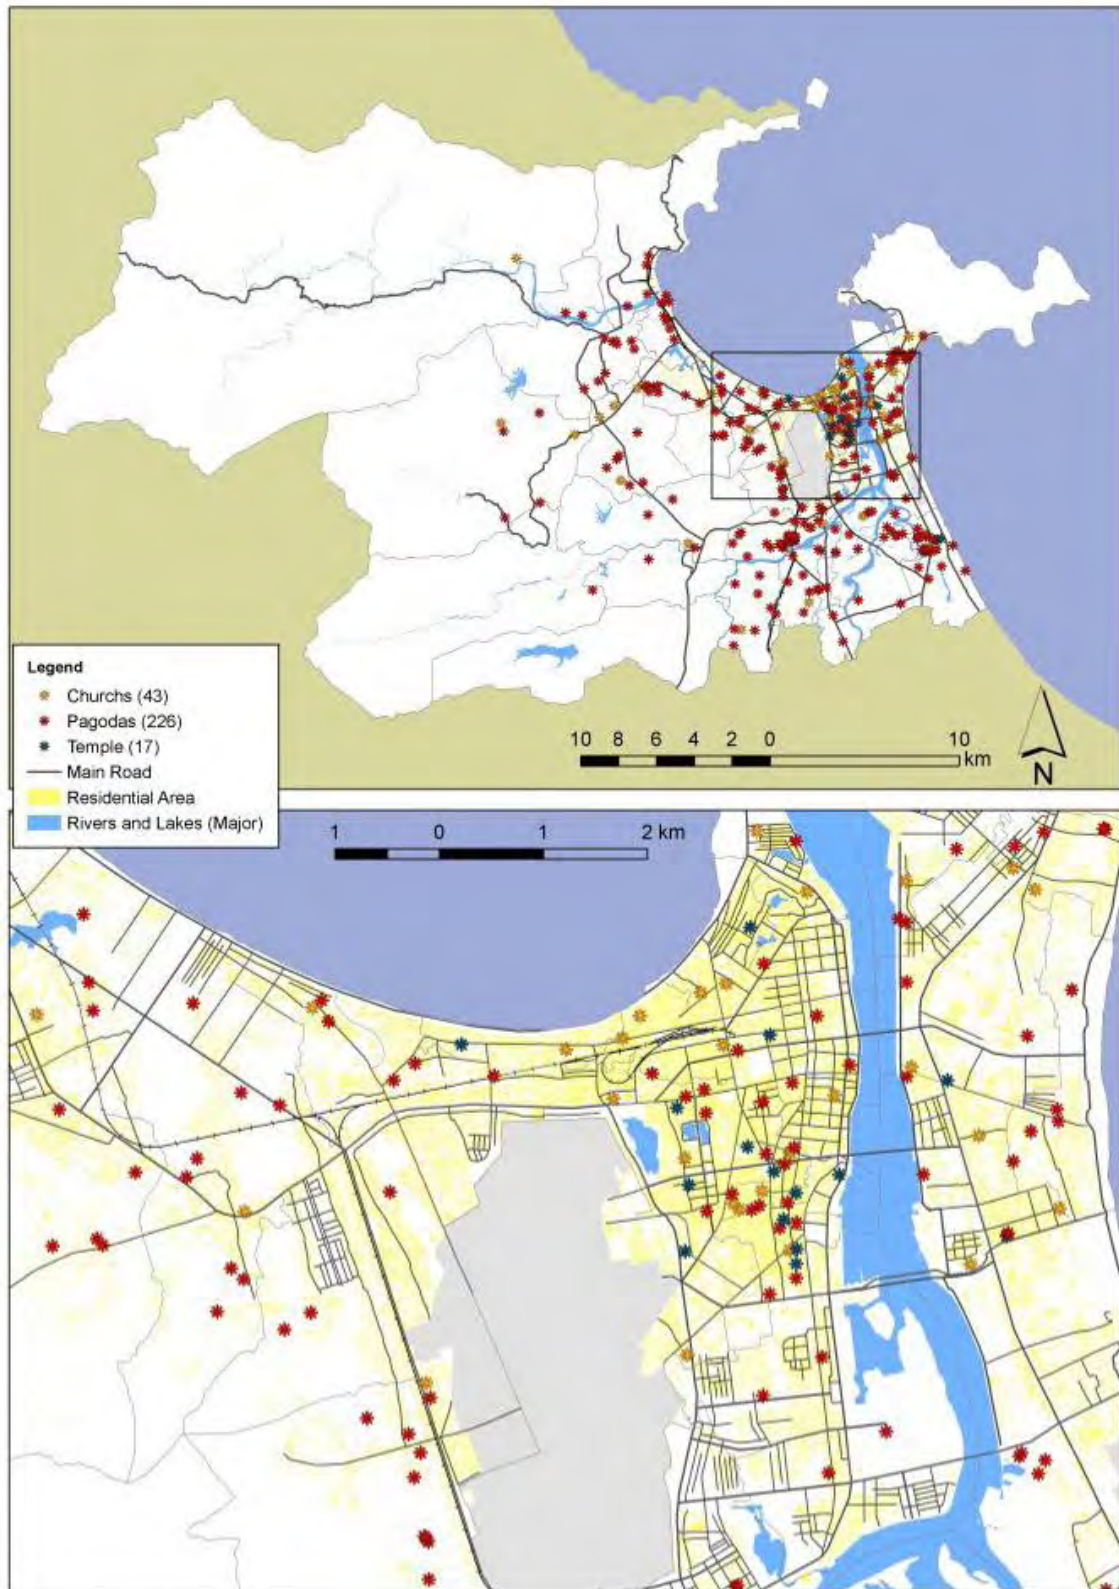 Legend
Churchs (43)
Pagodas (226)
Temple (17)
Main Road
Residential Area
Rivers and Lakes (Major)
10 8 6 4 2 0 10 km
N
1 0 1 2 km